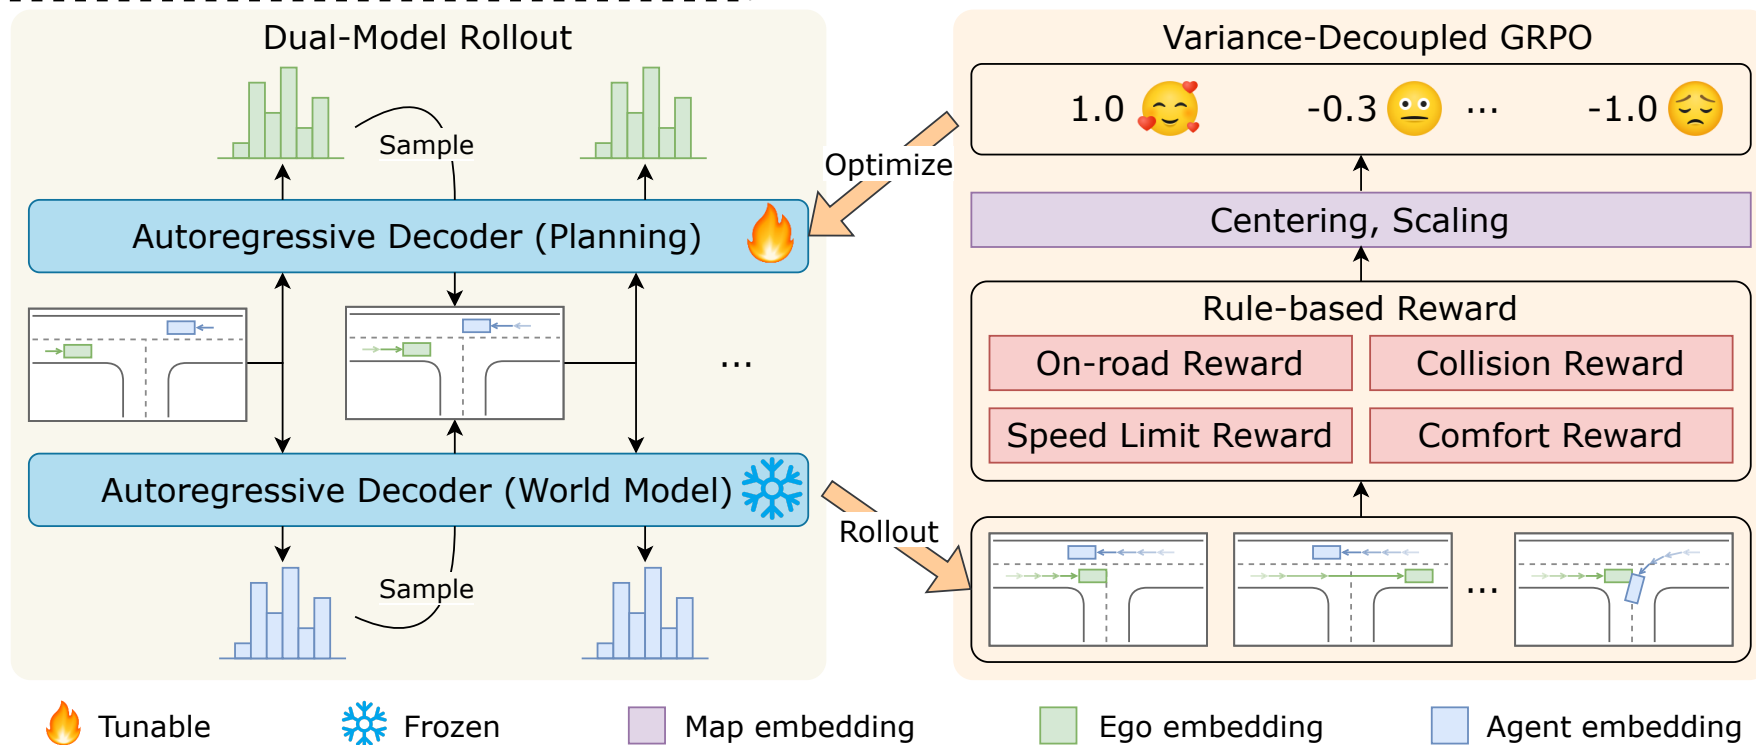 Dual-Model Rollout
Sample
Autoregressive Decoder (Planning)
...
Autoregressive Decoder (World Model)
Sample
Optimize
Rollout
Variance-Decoupled GRPO
1.0 -0.3 ... -1.0
Centering, Scaling
Rule-based Reward
On-road Reward Collision Reward
Speed Limit Reward Comfort Reward
...
Tunable Frozen Map embedding Ego embedding Agent embedding